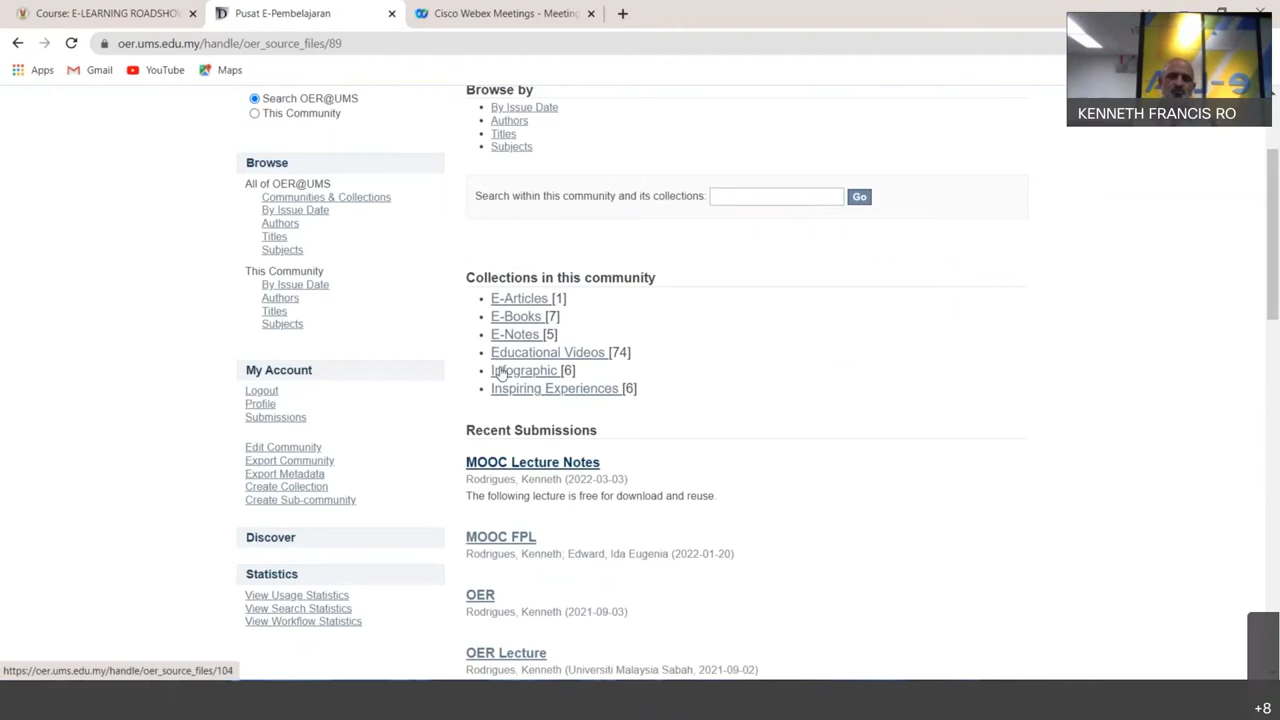 Course: E-LEARNING ROADSHOV
Pusat E-Pembelajaran
Cisco Webex Meetings - Meeting
oer.ums.edu.my/handle/oer_source_files/89
Apps
Gmail
YouTube
Maps
KENNETH FRANCIS RO
Search OER@UMS
This Community
Browse
All of OER@UMS
Communities & Collections
By Issue Date
Authors
Titles
Subjects
This Community
By Issue Date
Authors
Titles
Subjects
My Account
Logout
Profile
Submissions
Edit Community
Export Community
Export Metadata
Create Collection
Create Sub-community
Discover
Statistics
View Usage Statistics
View Search Statistics
View Workflow Statistics
Browse by
By Issue Date
Authors
Titles
Subjects
Search within this community and its collections:
Go
Collections in this community
E-Articles [1]
E-Books [7]
E-Notes [5]
Educational Videos [74]
Infographic [6]
Inspiring Experiences [6]
Recent Submissions
MOOC Lecture Notes
Rodrigues, Kenneth (2022-03-03)
The following lecture is free for download and reuse.
MOOC FPL
Rodrigues, Kenneth; Edward, Ida Eugenia (2022-01-20)
OER
Rodrigues, Kenneth (2021-09-03)
OER Lecture
Rodrigues, Kenneth (Universiti Malaysia Sabah, 2021-09-02)
https://oer.ums.edu.my/handle/oer_source_files/104
+8